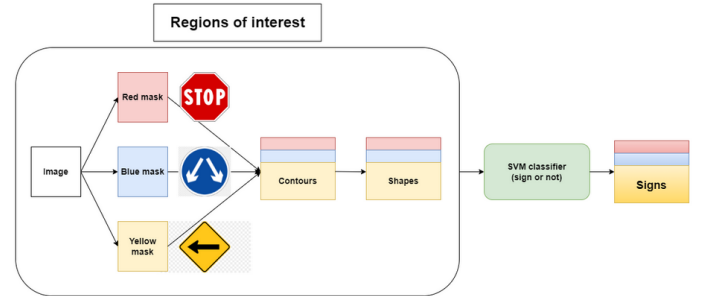 Regions of interest
Red mask
STOP
Image
Blue mask
Contours
Shapes
SVM classifier
(sign or not)
Signs
Yellow
mask